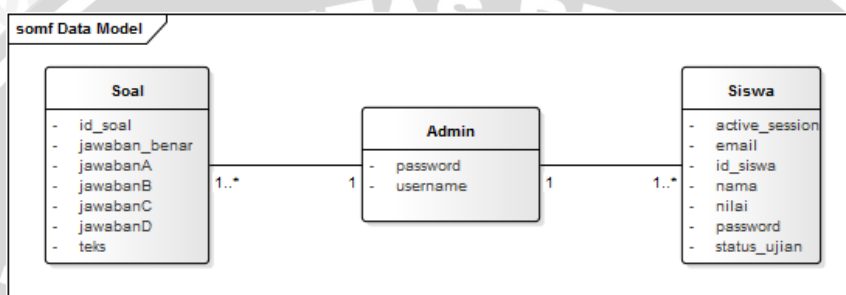 somf Data Model
Soal
- id_soal
- jawaban_benar
- jawabanA
- jawabanB
- jawabanC
- jawabanD
- teks
1..*
1
Admin
- password
- username
1
1..*
Siswa
- active_session
- email
- id_siswa
- nama
- nilai
- password
- status_ujian